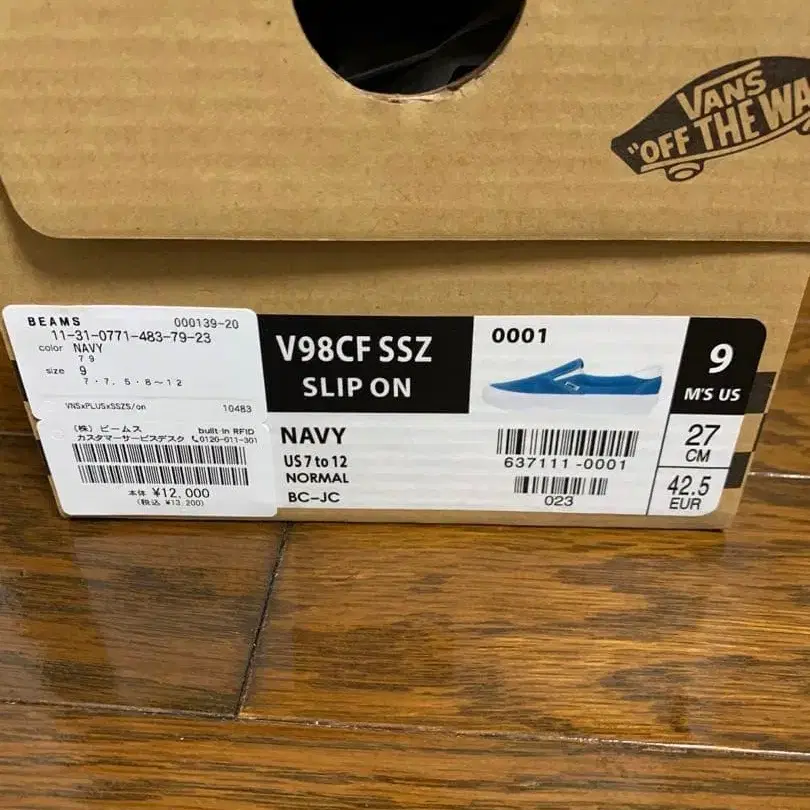 VANS
"OFF THE WA
BEAMS 000139-20
11-31-0771-483-79-23
color NAVY
79
size 9
7・7.5・8〜12
VNSxPLUSxSSZS/on 10483
(株) ビームス built-in RFID
カスタマーサービスデスク 0120-011-301
本体 ¥12,000
(税込 ¥13,200)
V98CF SSZ
SLIP ON
NAVY
US 7 to 12
NORMAL
BC-JC
0001
637111-0001
023
9
M'S US
27
CM
42.5
EUR